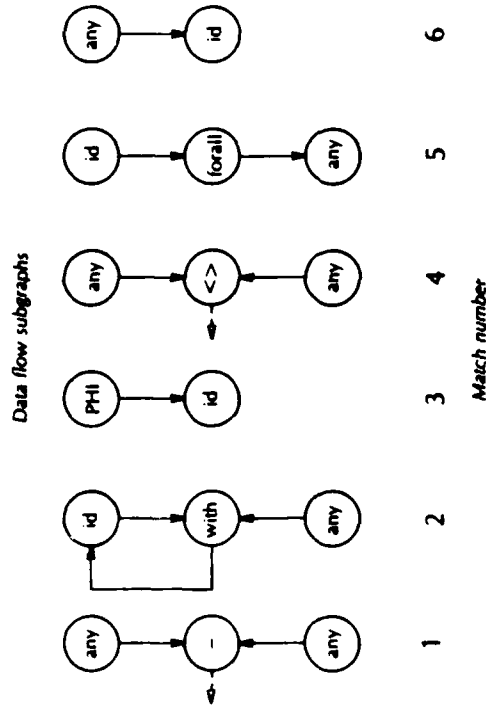 Data flow subgraphs
any id PHI any id any
- with id <> forall id
any any any any
1 2 3 4 5 6
Match number